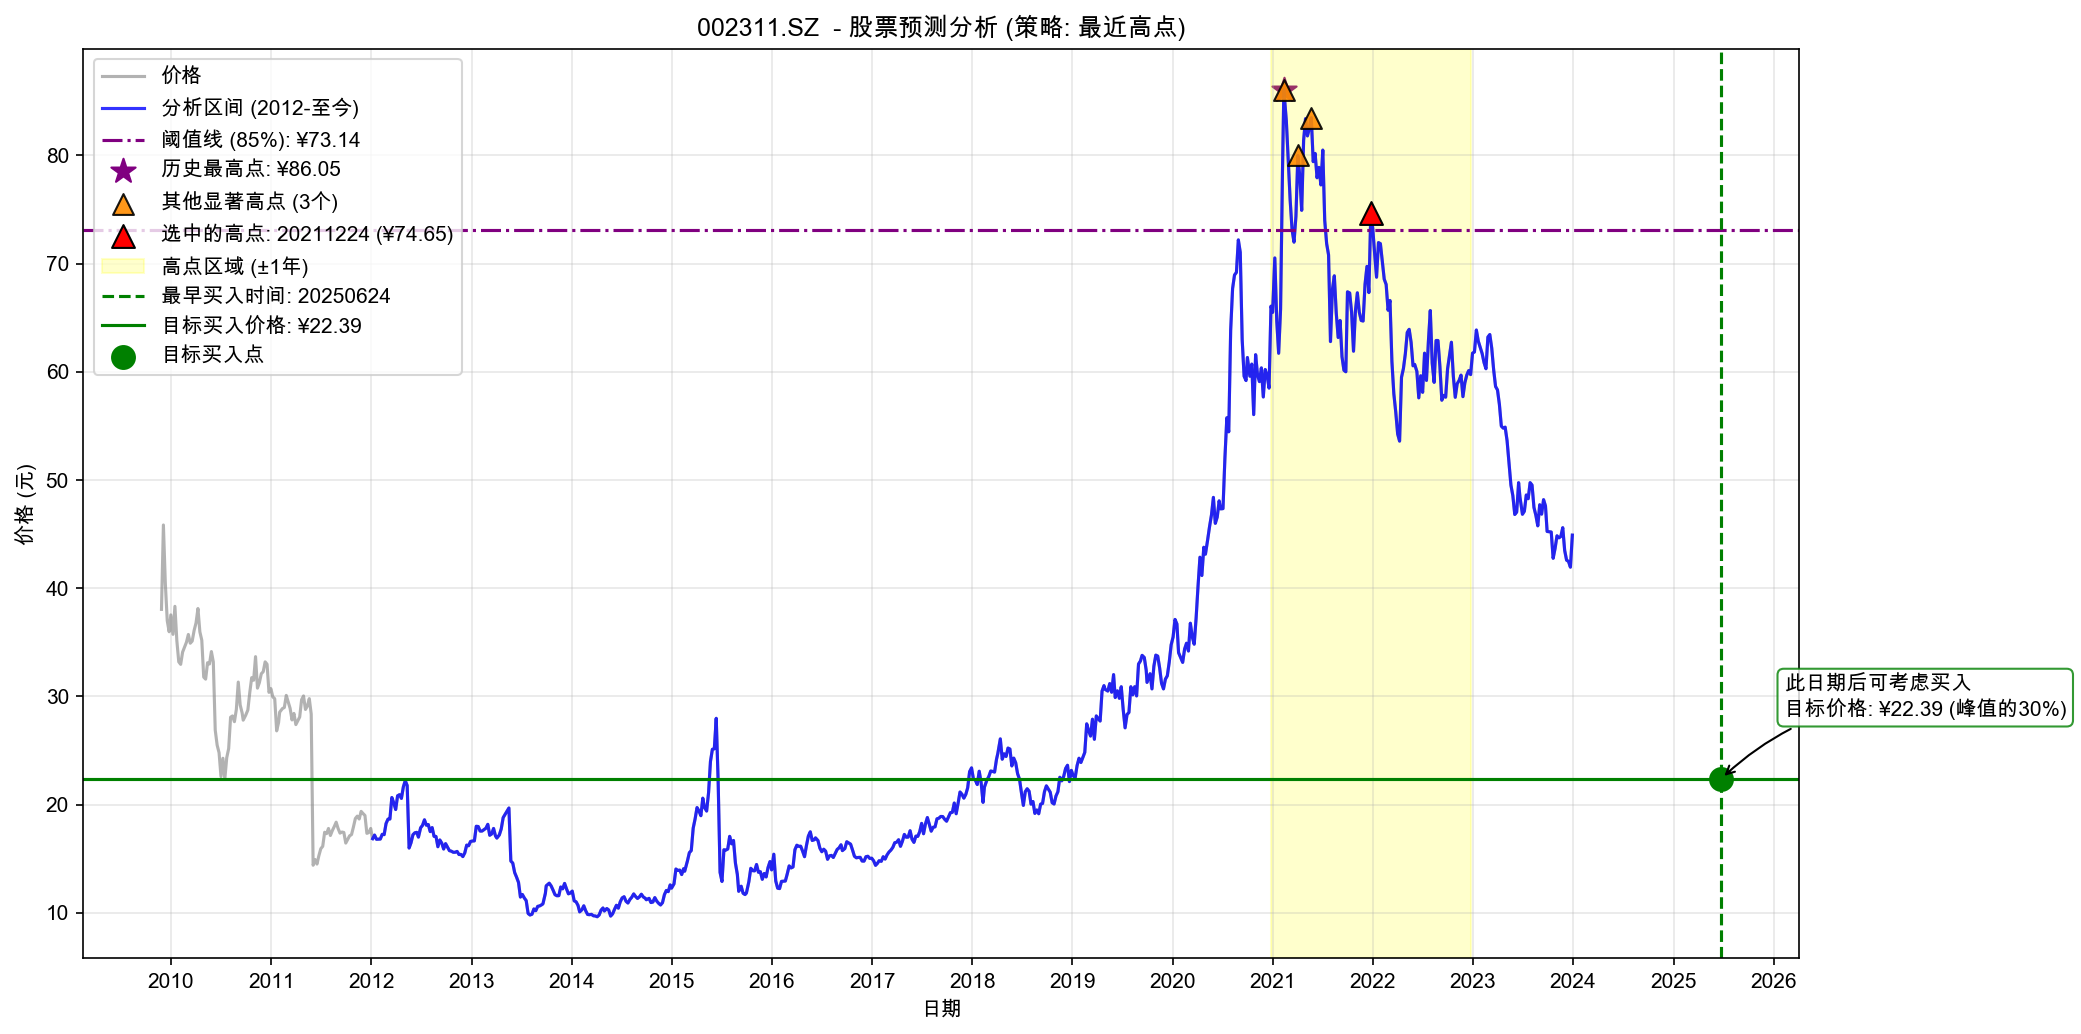 002311.SZ  - 股票预测分析 (策略: 最近高点)
价格
分析区间 (2012-至今)
阈值线 (85%): ¥73.14
历史最高点: ¥86.05
其他显著高点 (3个)
选中的高点: 20211224 (¥74.65)
高点区域 (±1年)
最早买入时间: 20250624
目标买入价格: ¥22.39
目标买入点
价格 (元)
80
70
60
50
40
30
20
10
此日期后可考虑买入
目标价格: ¥22.39 (峰值的30%)
2010 2011 2012 2013 2014 2015 2016 2017 2018 2019 2020 2021 2022 2023 2024 2025 2026
日期